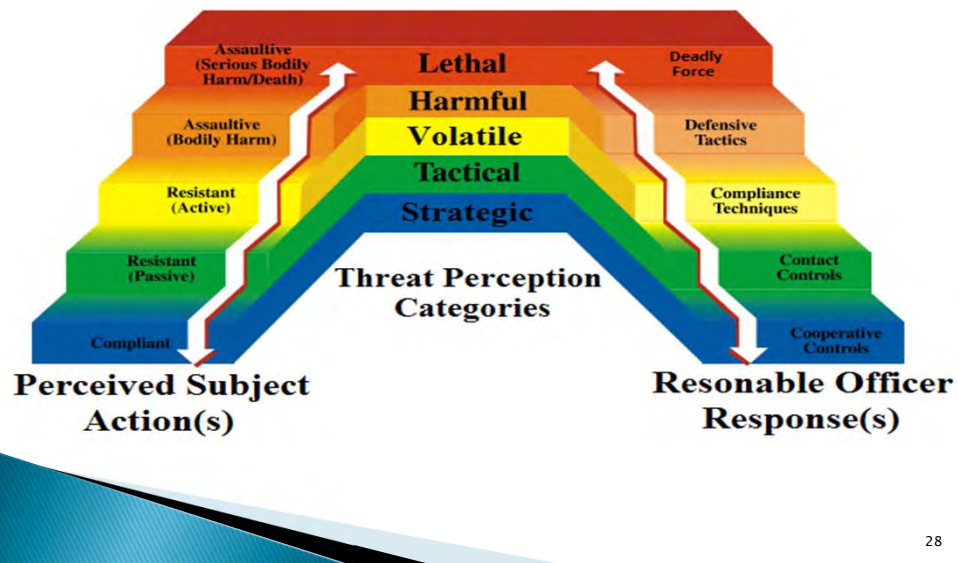 Assaultive
(Serious Bodily
Harm/Death)
Lethal
Deadly
Force
Harmful
Assaultive
(Bodily Harm)
Defensive
Tactics
Volatile
Tactical
Resistant
(Active)
Compliance
Techniques
Strategic
Resistant
(Passive)
Contact
Controls
Threat Perception
Categories
Compliant
Cooperative
Controls
Perceived Subject
Action(s)
Resonable Officer
Response(s)
28